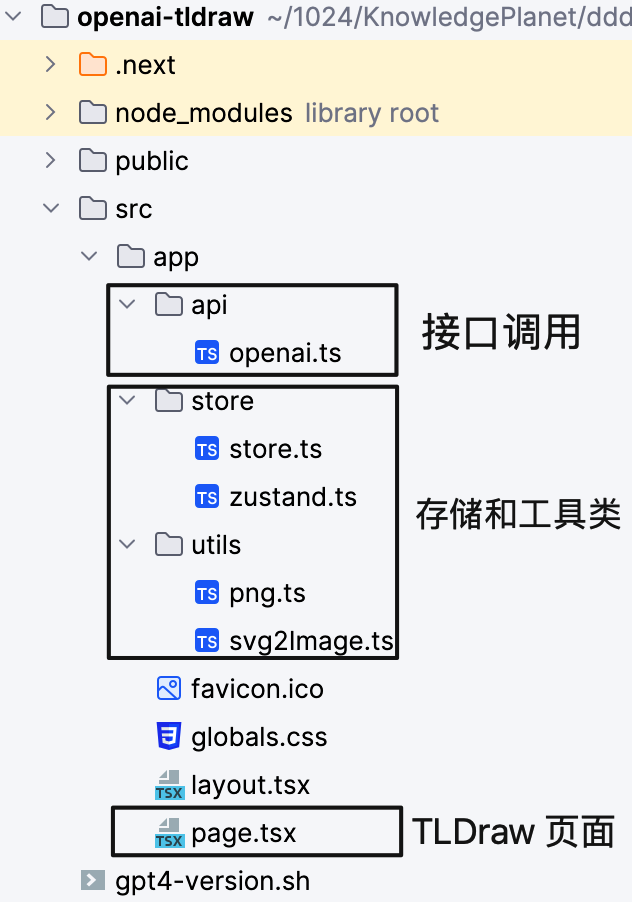 openai-tldraw ~/1024/KnowledgePlanet/ddd
.next
node_modules library root
public
src
app
api
TS openai.ts
接口调用
store
TS store.ts
TS zustand.ts
存储和工具类
utils
TS png.ts
TS svg2Image.ts
favicon.ico
globals.css
TSX layout.tsx
TSX page.tsx
TLDraw 页面
gpt4-version.sh